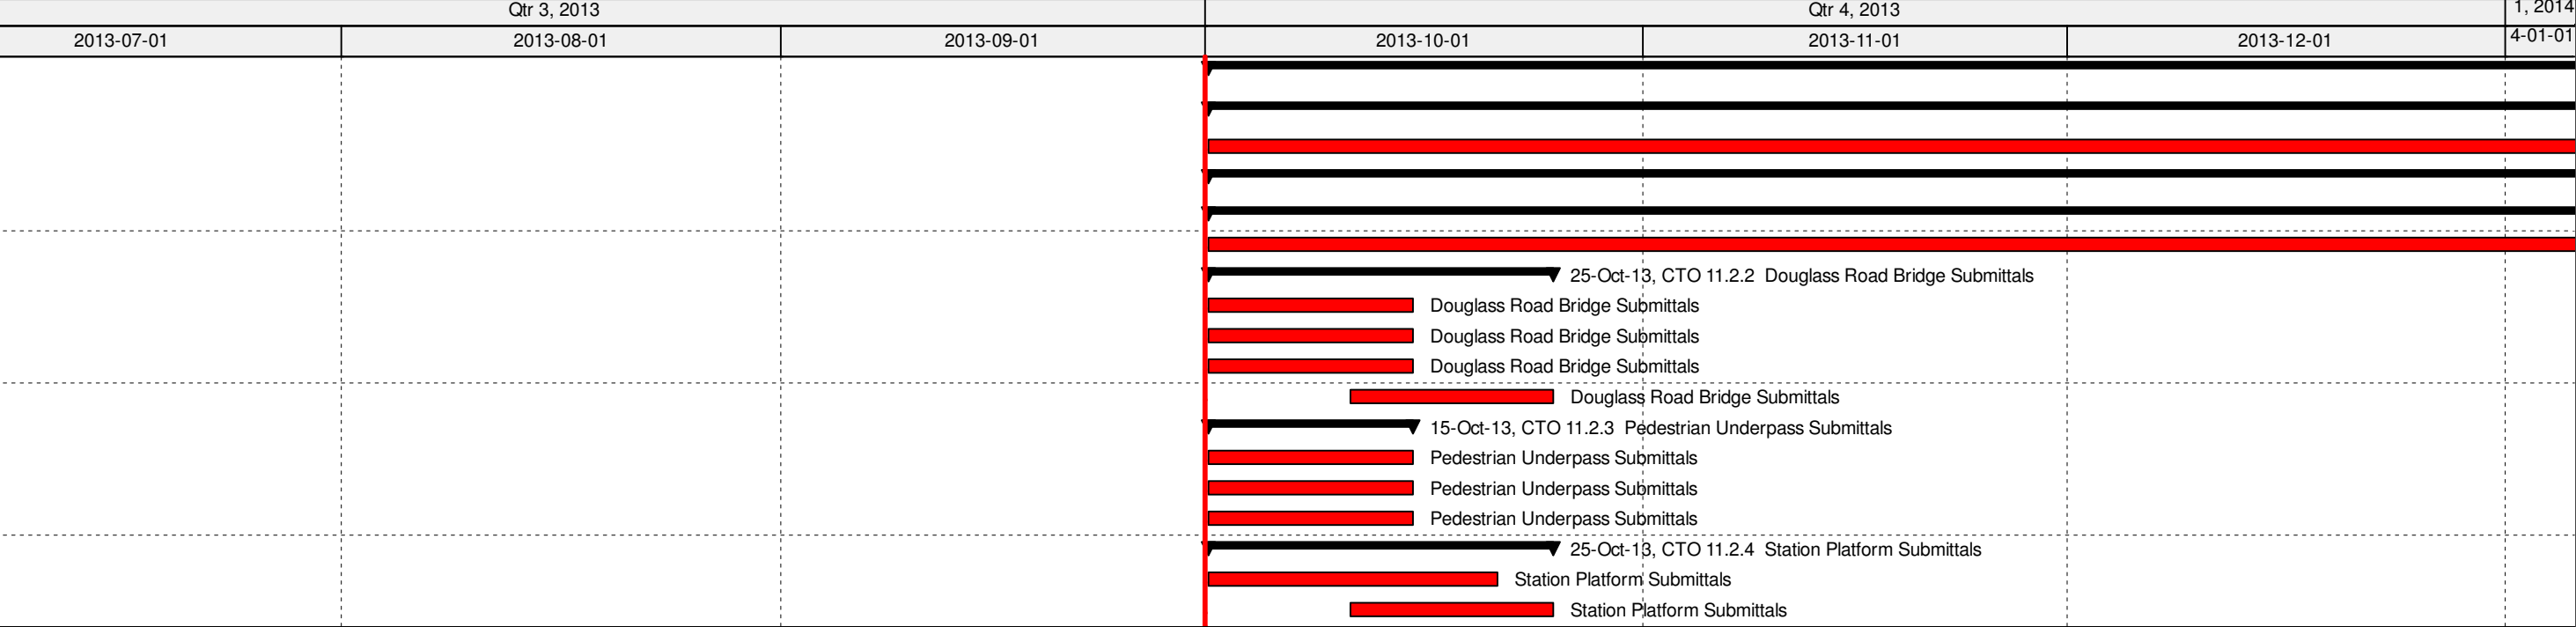 Qtr 3, 2013 Qtr 4, 2013 1, 2014
2013-07-01 2013-08-01 2013-09-01 2013-10-01 2013-11-01 2013-12-01 4-01-01
25-Oct-13, CTO 11.2.2 Douglass Road Bridge Submittals
Douglass Road Bridge Submittals
Douglass Road Bridge Submittals
Douglass Road Bridge Submittals
Douglass Road Bridge Submittals
15-Oct-13, CTO 11.2.3 Pedestrian Underpass Submittals
Pedestrian Underpass Submittals
Pedestrian Underpass Submittals
Pedestrian Underpass Submittals
25-Oct-13, CTO 11.2.4 Station Platform Submittals
Station Platform Submittals
Station Platform Submittals